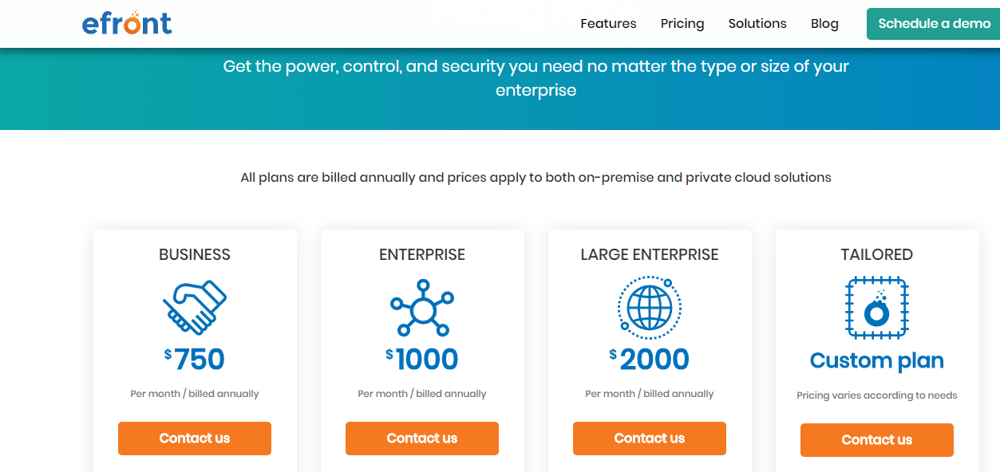 efront
Features
Pricing
Solutions
Blog
Schedule a demo
Get the power, control, and security you need no matter the type or size of your
enterprise
All plans are billed annually and prices apply to both on-premise and private cloud solutions
BUSINESS
$750
Per month / billed annually
Contact us
ENTERPRISE
$1000
Per month / billed annually
Contact us
LARGE ENTERPRISE
$2000
Per month / billed annually
Contact us
TAILORED
Custom plan
Pricing varies according to needs
Contact us